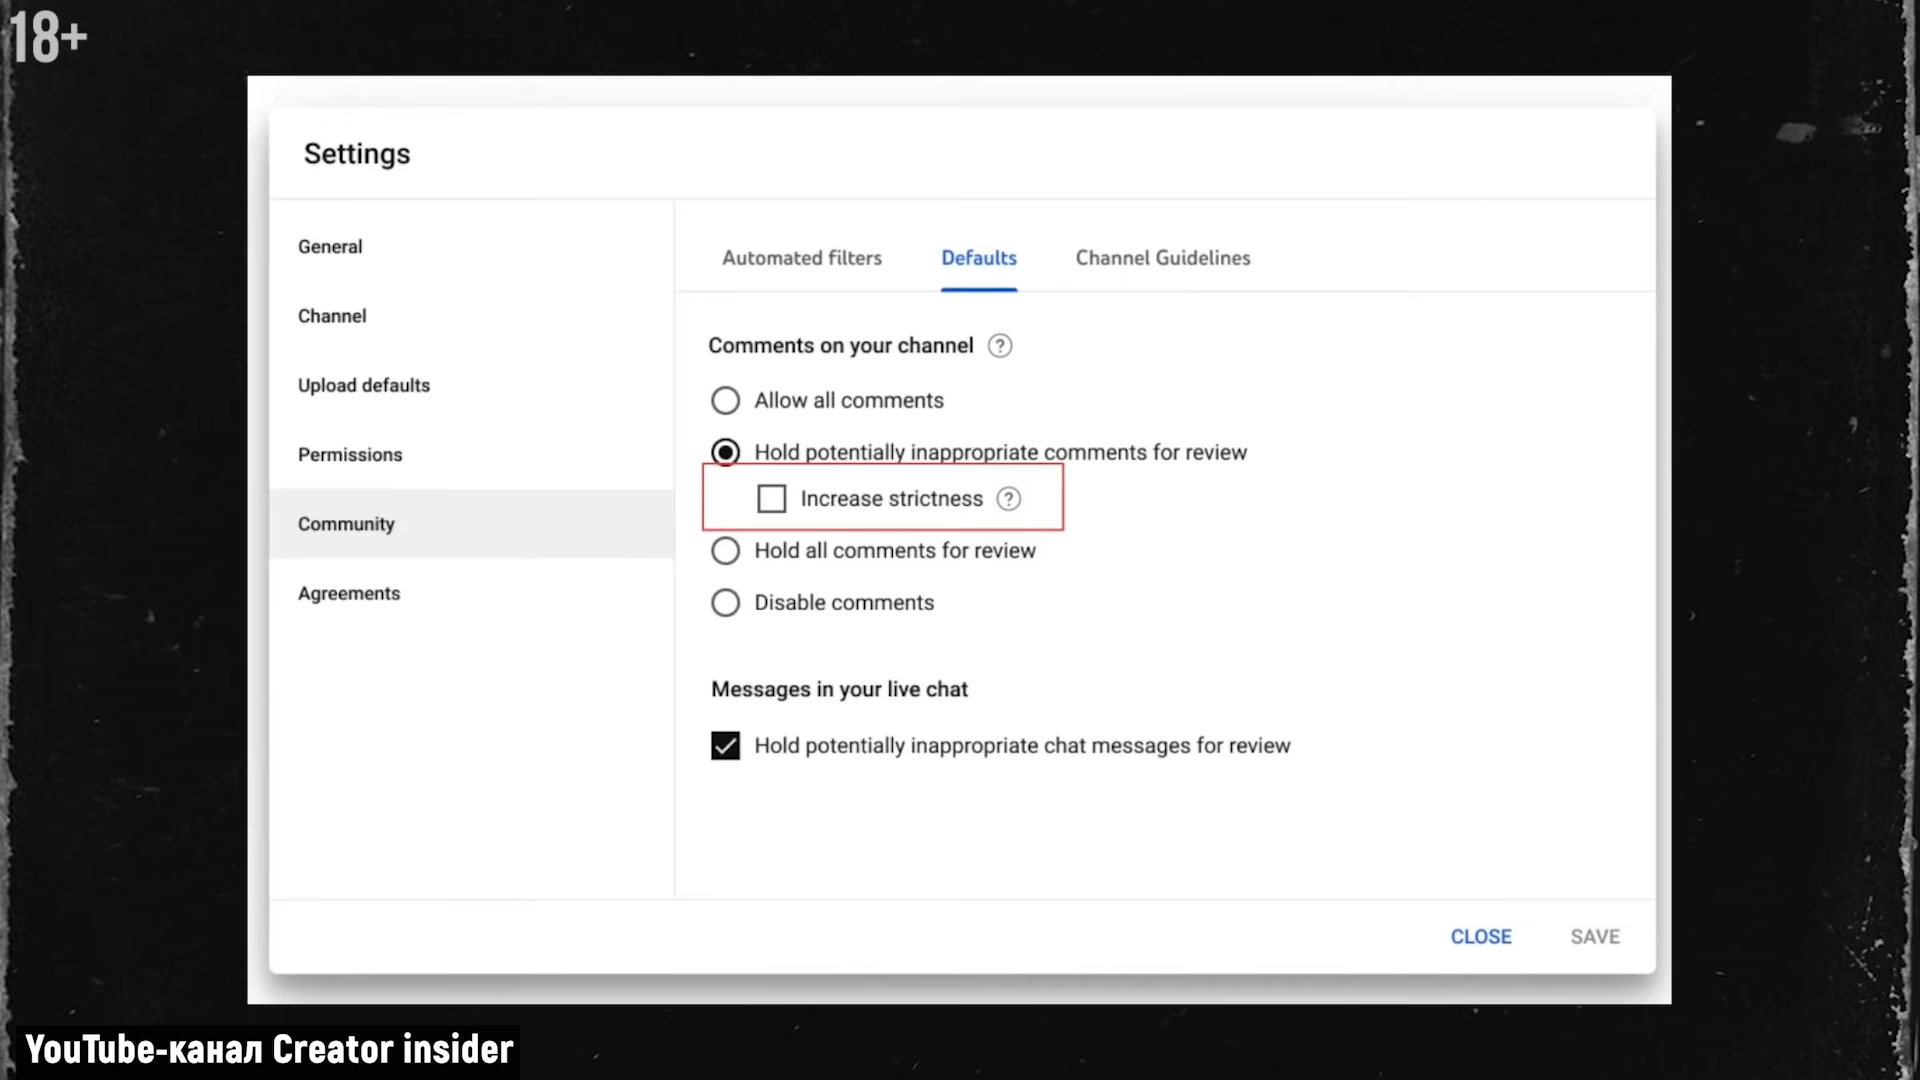 18+
Settings
General
Channel
Upload defaults
Permissions
Community
Agreements
Automated filters Defaults Channel Guidelines
Comments on your channel ?
Allow all comments
Hold potentially inappropriate comments for review
Increase strictness ?
Hold all comments for review
Disable comments
Messages in your live chat
Hold potentially inappropriate chat messages for review
CLOSE SAVE
YouTube-канал Creator insider